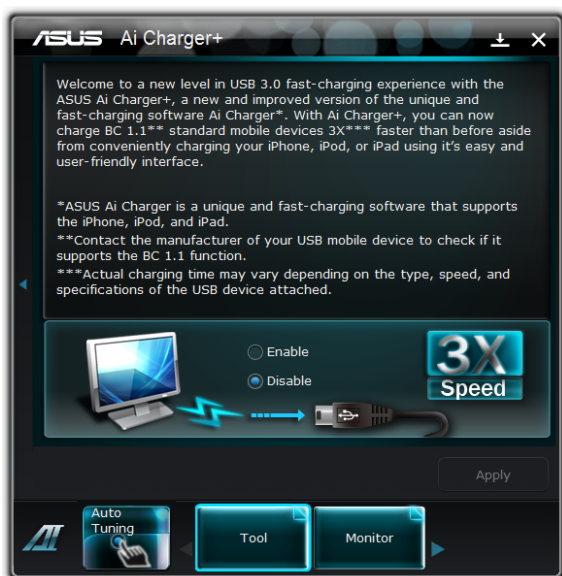 ASUS Ai Charger+
Welcome to a new level in USB 3.0 fast-charging experience with the
ASUS Ai Charger+, a new and improved version of the unique and
fast-charging software Ai Charger*. With Ai Charger+, you can now
charge BC 1.1** standard mobile devices 3X*** faster than before aside
from conveniently charging your iPhone, iPod, or iPad using it's easy and
user-friendly interface.
*ASUS Ai Charger is a unique and fast-charging software that supports
the iPhone, iPod, and iPad.
**Contact the manufacturer of your USB mobile device to check if it
supports the BC 1.1 function.
***Actual charging time may vary depending on the type, speed, and
specifications of the USB device attached.
Enable
Disable
3X
Speed
Apply
AI
Auto
Tuning
Tool
Monitor